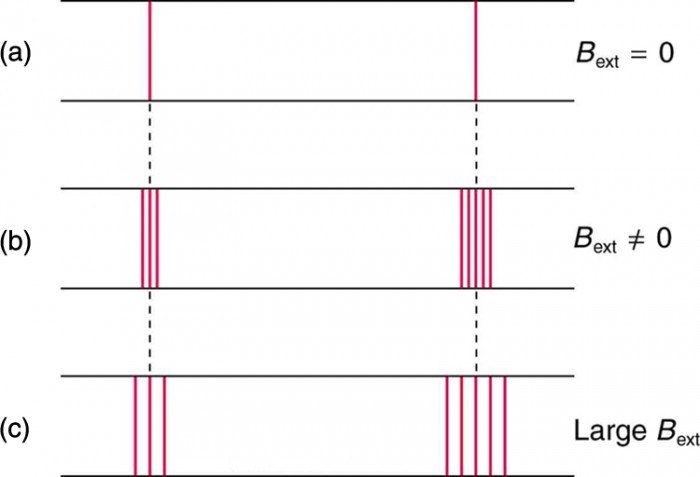 (a) B_ext = 0
(b) B_ext ≠ 0
(c) Large B_ext